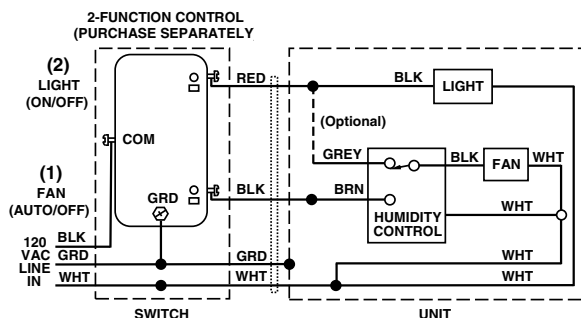 2-FUNCTION CONTROL
(PURCHASE SEPARATELY
(2)
LIGHT
(ON/OFF)
RED
BLK
LIGHT
(Optional)
COM
GREY
BLK
FAN
WHT
(1)
FAN
(AUTO/OFF)
GRD
BLK
BRN
HUMIDITY
CONTROL
WHT
120
VAC
LINE
IN
BLK
GRD
WHT
GRD
WHT
WHT
WHT
SWITCH
UNIT